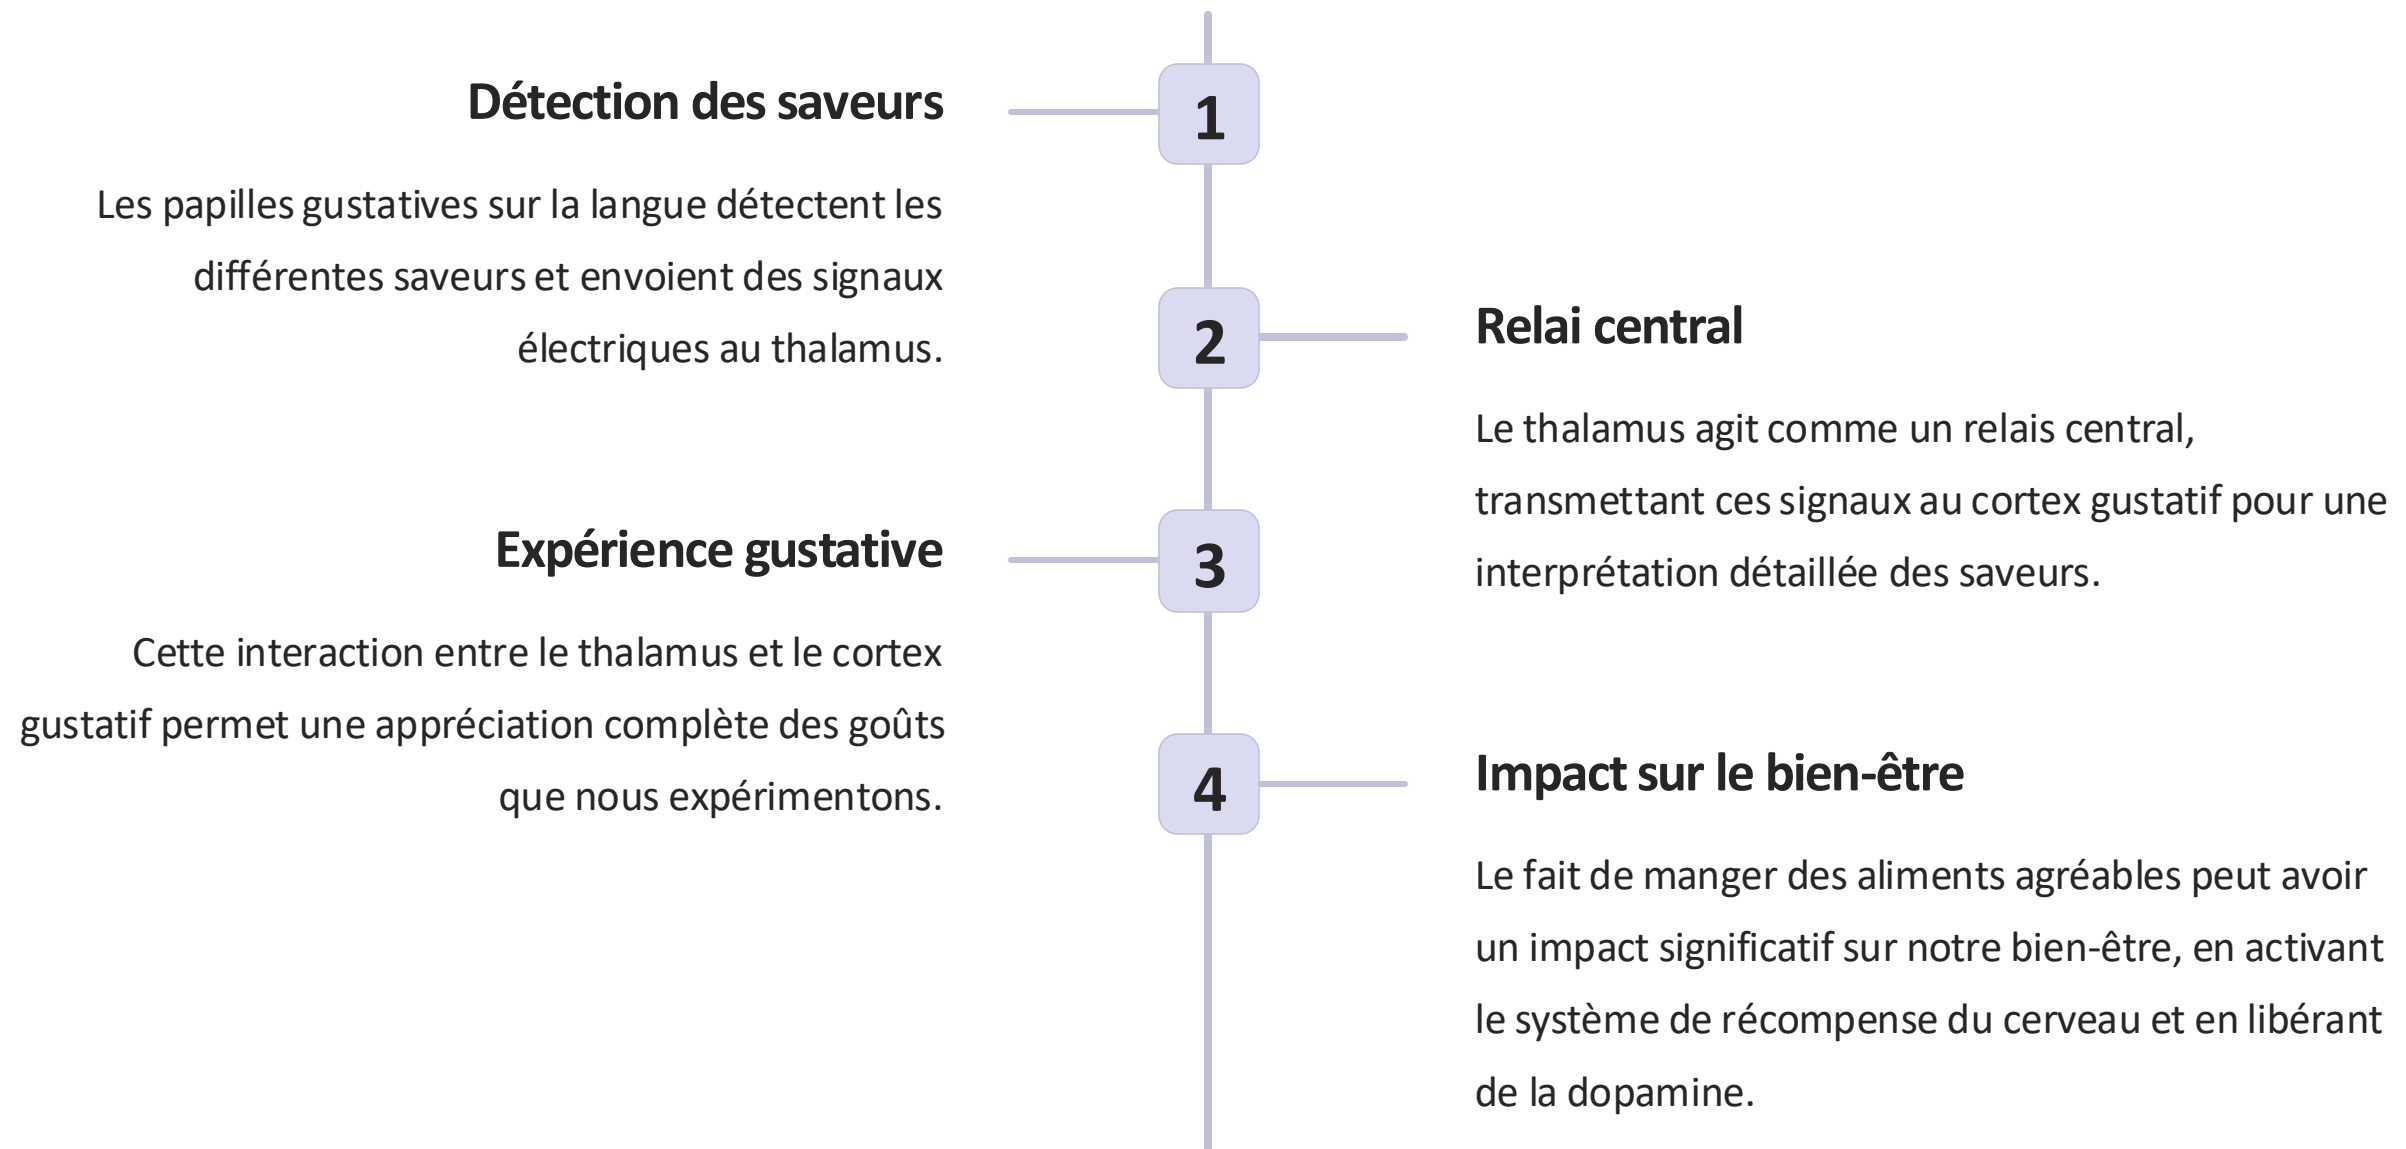 1
Détection des saveurs
Les papilles gustatives sur la langue détectent les
différentes saveurs et envoient des signaux
électriques au thalamus.
2
Relai central
Le thalamus agit comme un relais central,
transmettant ces signaux au cortex gustatif pour une
interprétation détaillée des saveurs.
3
Expérience gustative
Cette interaction entre le thalamus et le cortex
gustatif permet une appréciation complète des goûts
que nous expérimentons.
4
Impact sur le bien-être
Le fait de manger des aliments agréables peut avoir
un impact significatif sur notre bien-être, en activant
le système de récompense du cerveau et en libérant
de la dopamine.